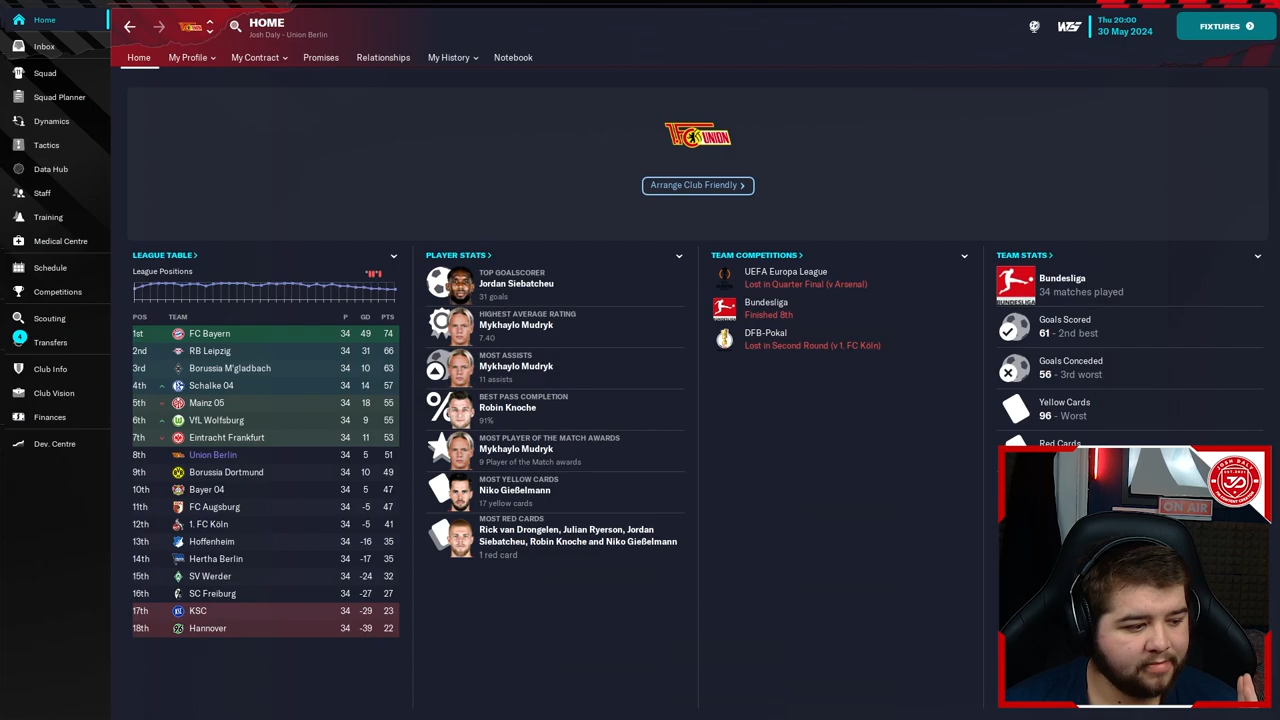 Home
HOME
Josh Daly - Union Berlin
Thu 20:00
30 May 2024
FIXTURES
Home
My Profile
My Contract
Promises
Relationships
My History
Notebook
Inbox
Squad
Squad Planner
Dynamics
Tactics
Data Hub
Staff
Training
Medical Centre
Schedule
Competitions
Scouting
4
Transfers
Club Info
Club Vision
Finances
Dev. Centre
UNION
Arrange Club Friendly
LEAGUE TABLE
League Positions
POS TEAM P GD PTS
1st FC Bayern 34 49 74
2nd RB Leipzig 34 31 66
3rd Borussia M'gladbach 34 10 63
4th Schalke 04 34 14 57
5th Mainz 05 34 18 55
6th VfL Wolfsburg 34 9 55
7th Eintracht Frankfurt 34 11 53
8th Union Berlin 34 5 51
9th Borussia Dortmund 34 10 49
10th Bayer 04 34 5 47
11th FC Augsburg 34 -5 47
12th 1. FC Köln 34 -5 41
13th Hoffenheim 34 -16 35
14th Hertha Berlin 34 -17 35
15th SV Werder 34 -24 32
16th SC Freiburg 34 -27 27
17th KSC 34 -29 23
18th Hannover 34 -39 22
PLAYER STATS
TOP GOALSCORER
Jordan Siebatcheu
31 goals
HIGHEST AVERAGE RATING
Mykhaylo Mudryk
7.40
MOST ASSISTS
Mykhaylo Mudryk
11 assists
BEST PASS COMPLETION
Robin Knoche
91%
MOST PLAYER OF THE MATCH AWARDS
Mykhaylo Mudryk
9 Player of the Match awards
MOST YELLOW CARDS
Niko Gießelmann
17 yellow cards
MOST RED CARDS
Rick van Drongelen, Julian Ryerson, Jordan
Siebatcheu, Robin Knoche and Niko Gießelmann
1 red card
TEAM COMPETITIONS
UEFA Europa League
Lost in Quarter Final (v Arsenal)
Bundesliga
Finished 8th
DFB-Pokal
Lost in Second Round (v 1. FC Köln)
TEAM STATS
BUNDESLIGA
Bundesliga
34 matches played
Goals Scored
61 - 2nd best
Goals Conceded
56 - 3rd worst
Yellow Cards
96 - Worst
JOSH DALY
ON AIR